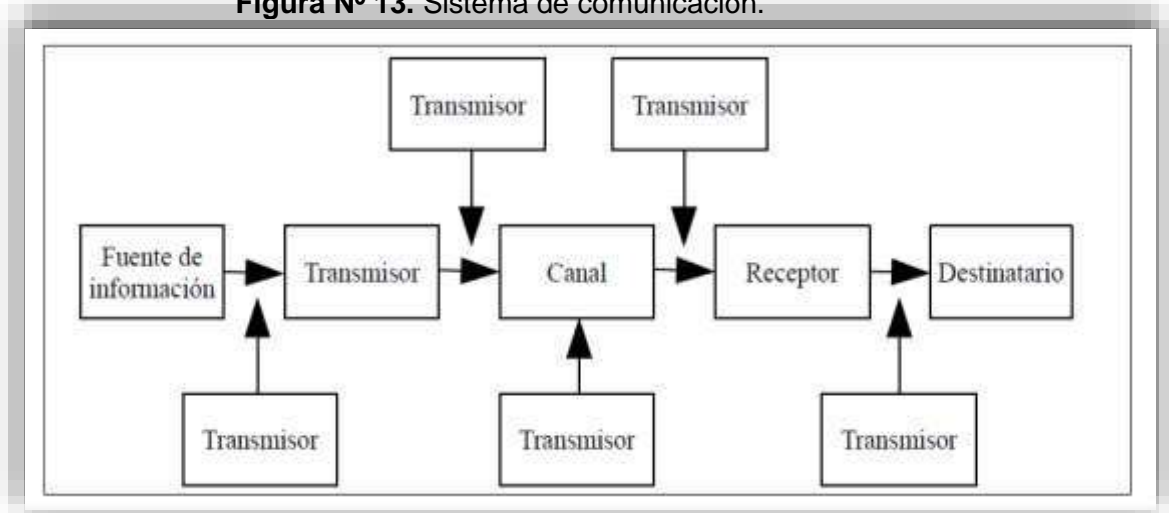 Figura Nº 13. Sistema de comunicación.
Transmisor
Transmisor
Fuente de
información
Transmisor
Canal
Receptor
Destinatario
Transmisor
Transmisor
Transmisor